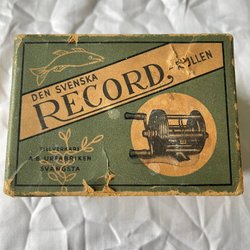 DEN SVENSKA
RECORD,-RULLEN
TILLVERKARE
A.B. URFABRIKEN
SVÄNGSTA